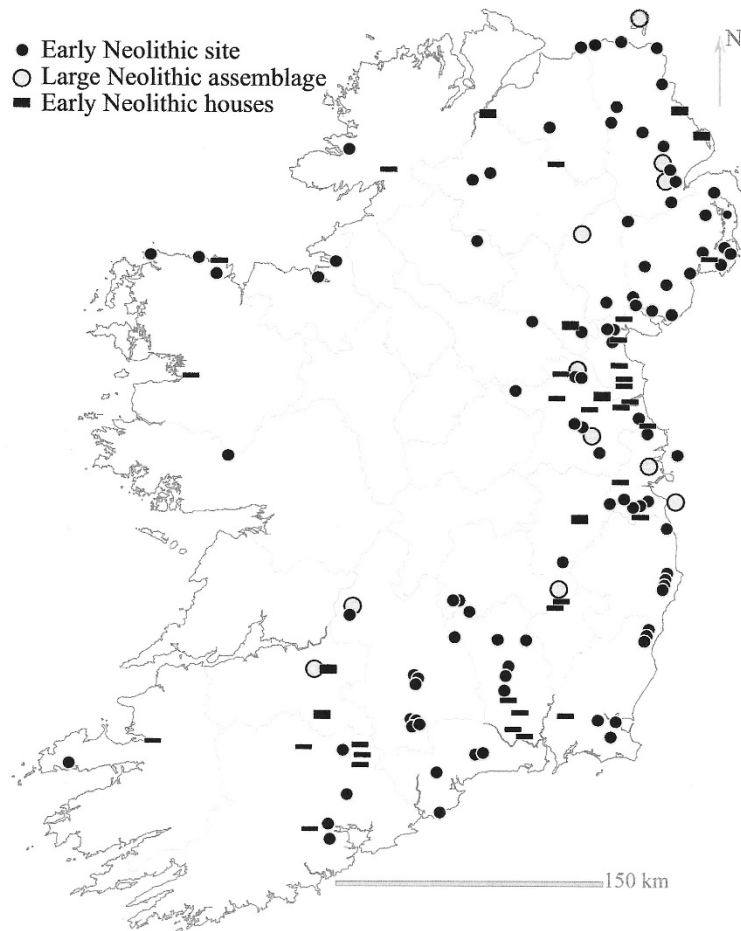 Early Neolithic site
Large Neolithic assemblage
Early Neolithic houses
N
150 km